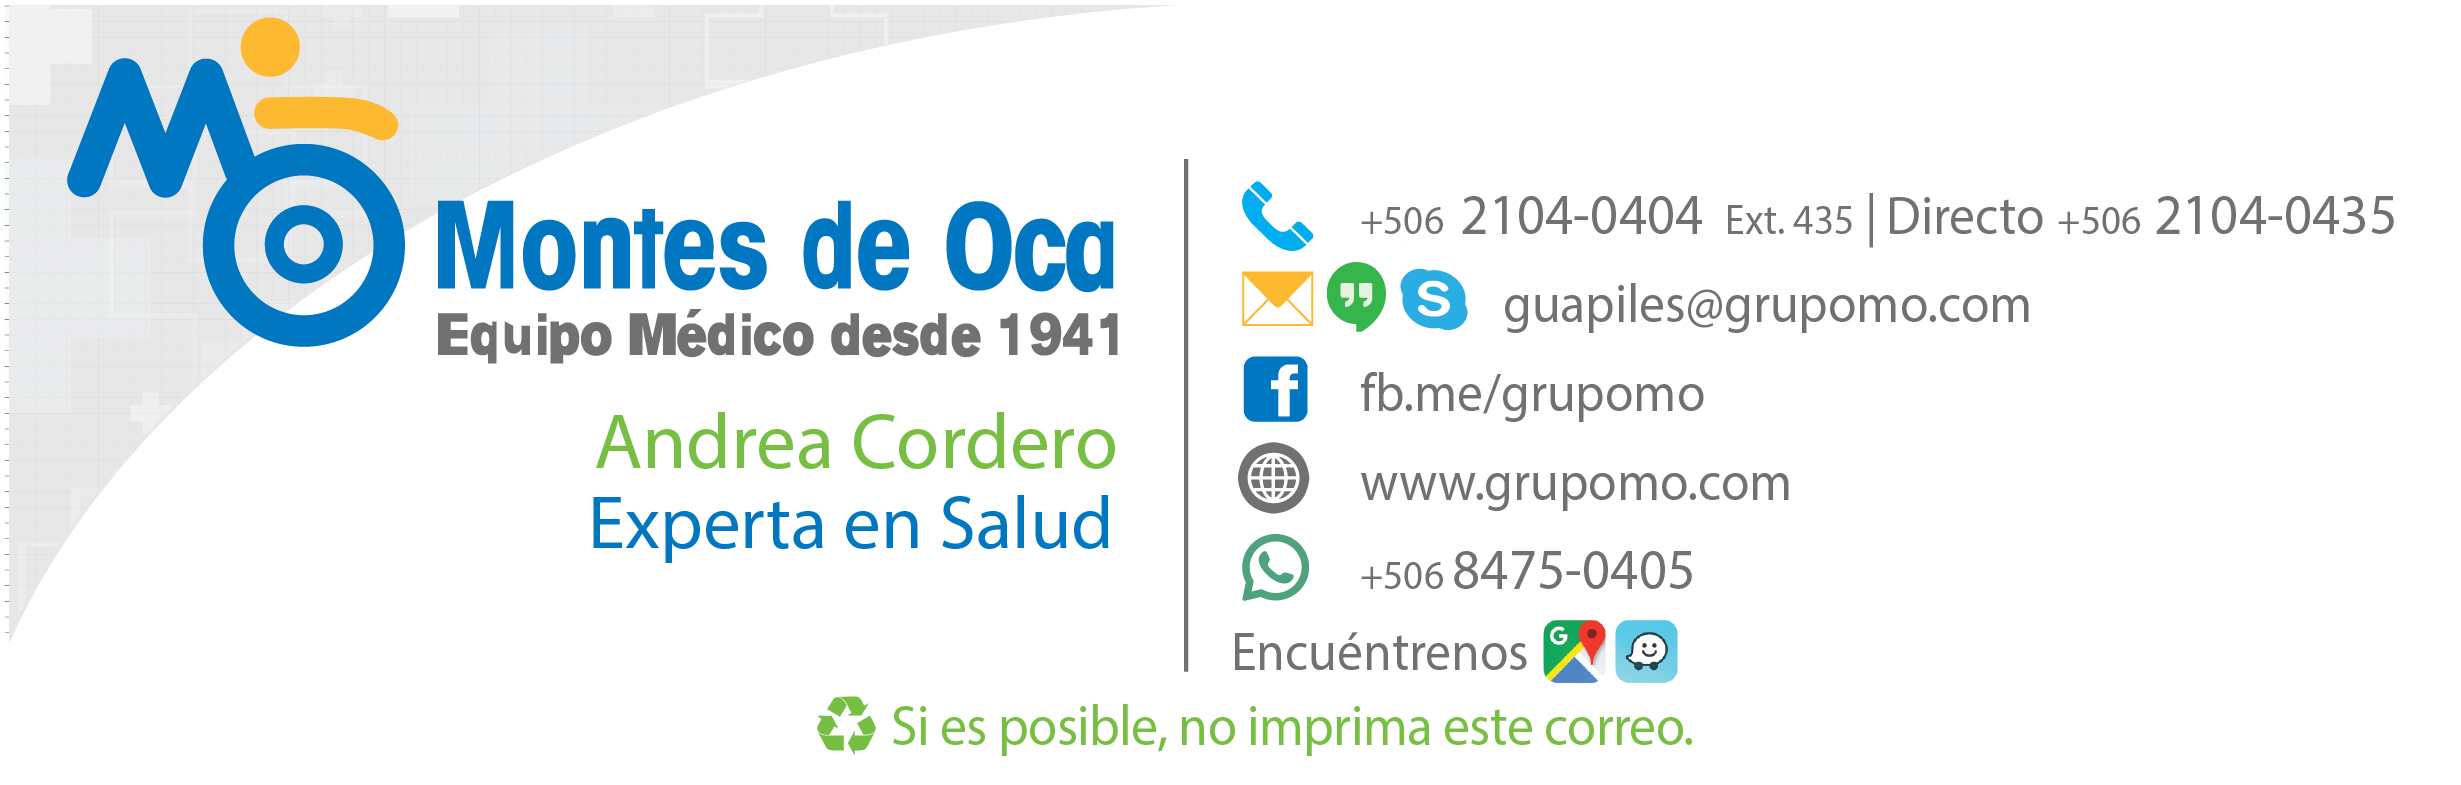 Montes de Oca
Equipo Médico desde 1941
Andrea Cordero
Experta en Salud
+506 2104-0404 Ext. 435 | Directo +506 2104-0435
guapiles@grupomo.com
fb.me/grupomo
www.grupomo.com
+506 8475-0405
Encuéntrenos
Si es posible, no imprima este correo.